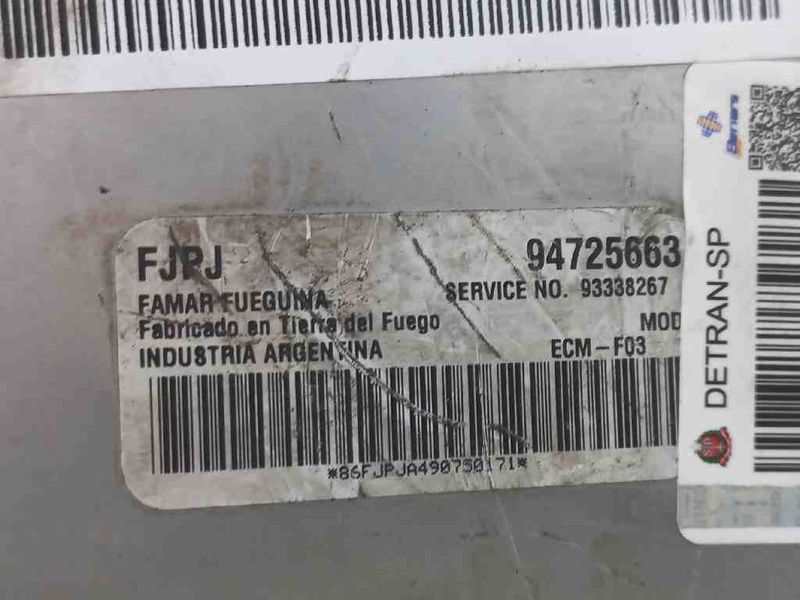 FJPJ 94725663
FAMAR FUEGUINA SERVICE NO. 93338267
Fabricado en Tierra del Fuego MOD
INDUSTRIA ARGENTINA ECM-F03
*86FJPJA490750171*
DETRAN-SP